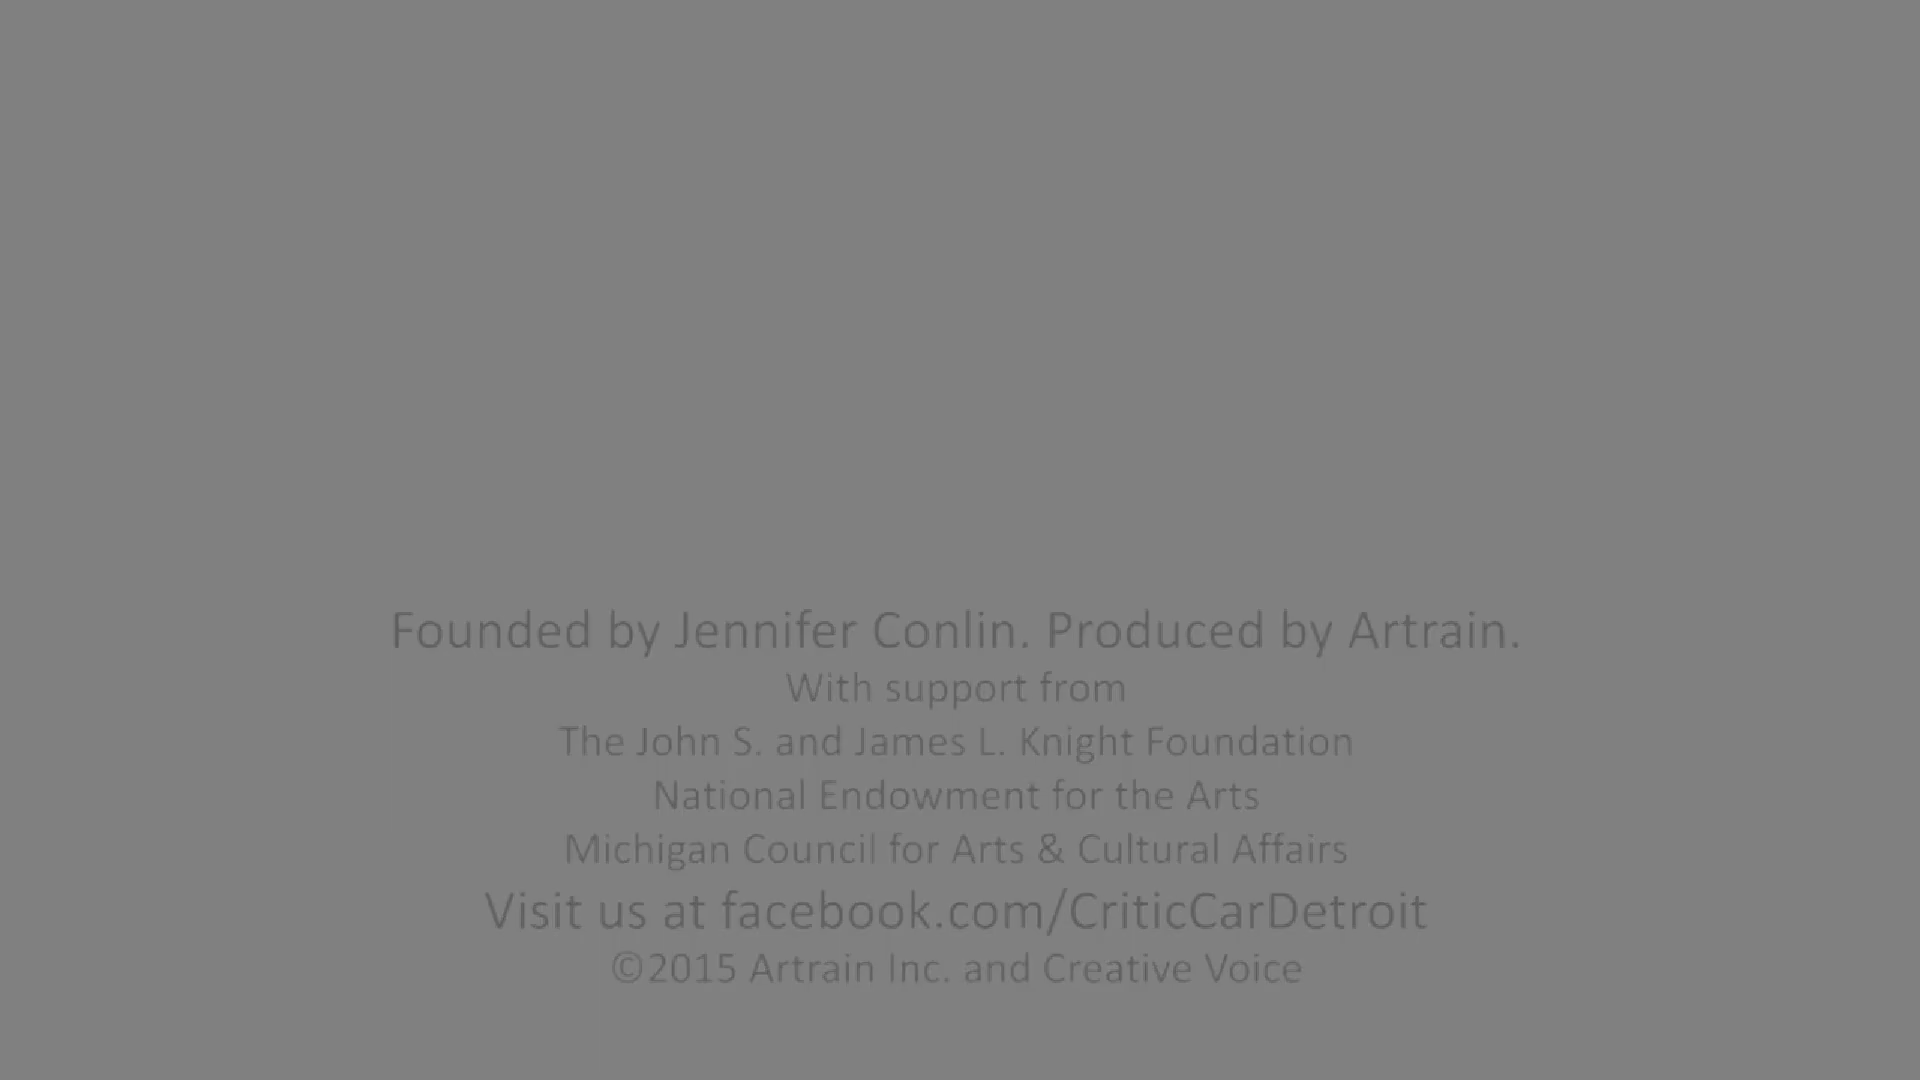 Founded by Jennifer Conlin. Produced by Artrain.
With support from
The John S. and James L. Knight Foundation
National Endowment for the Arts
Michigan Council for Arts & Cultural Affairs
Visit us at facebook.com/CriticCarDetroit
©2015 Artrain Inc. and Creative Voice